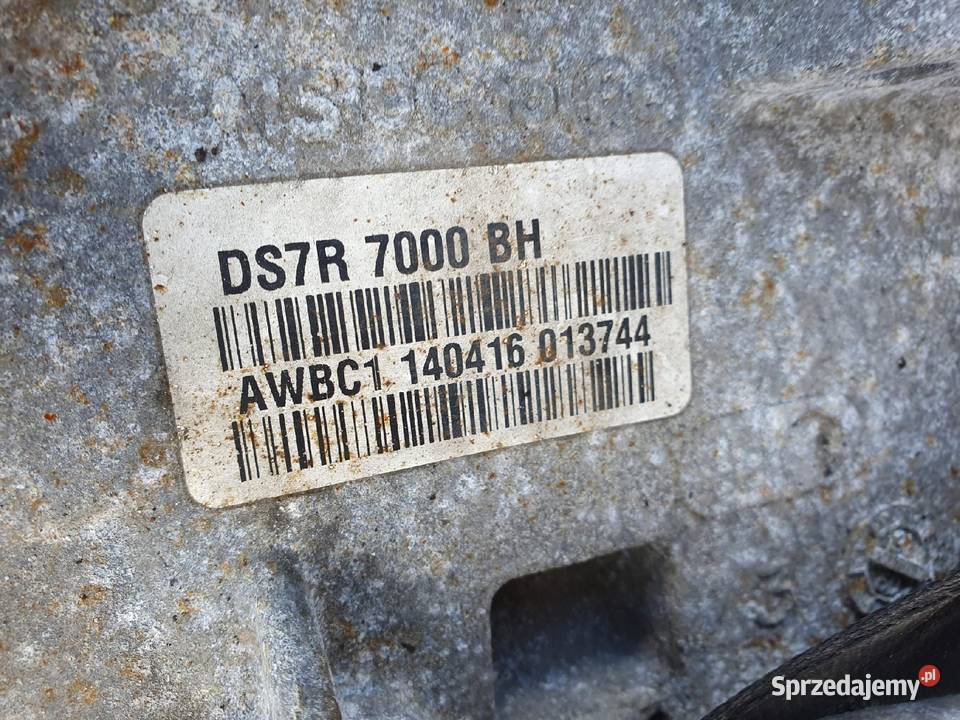 DS7R 7000 BH
AWBC1 140416 013744
Sprzedajemy.pl